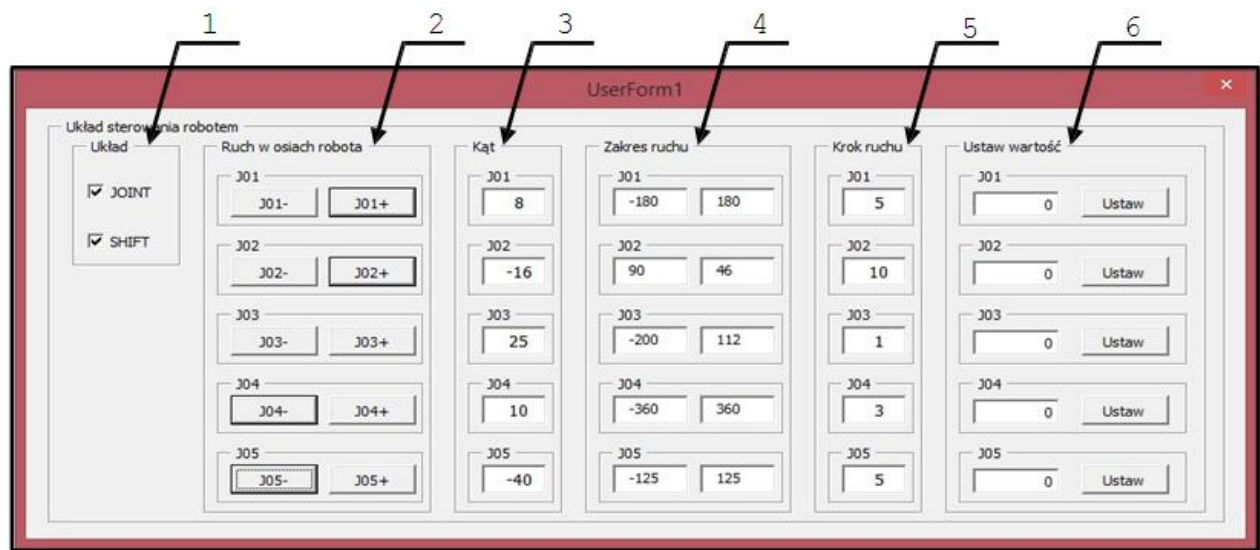 1 2 3 4 5 6
UserForm1
Układ sterowania robotem
Układ Ruch w osiach robota Kąt Zakres ruchu Krok ruchu Ustaw wartość
J01 J01 J01 J01 J01
JOINT J01- J01+ 8 -180 180 5 0 Ustaw
SHIFT
J02 J02 J02 J02 J02
J02- J02+ -16 90 46 10 0 Ustaw
J03 J03 J03 J03 J03
J03- J03+ 25 -200 112 1 0 Ustaw
J04 J04 J04 J04 J04
J04- J04+ 10 -360 360 3 0 Ustaw
J05 J05 J05 J05 J05
J05- J05+ -40 -125 125 5 0 Ustaw